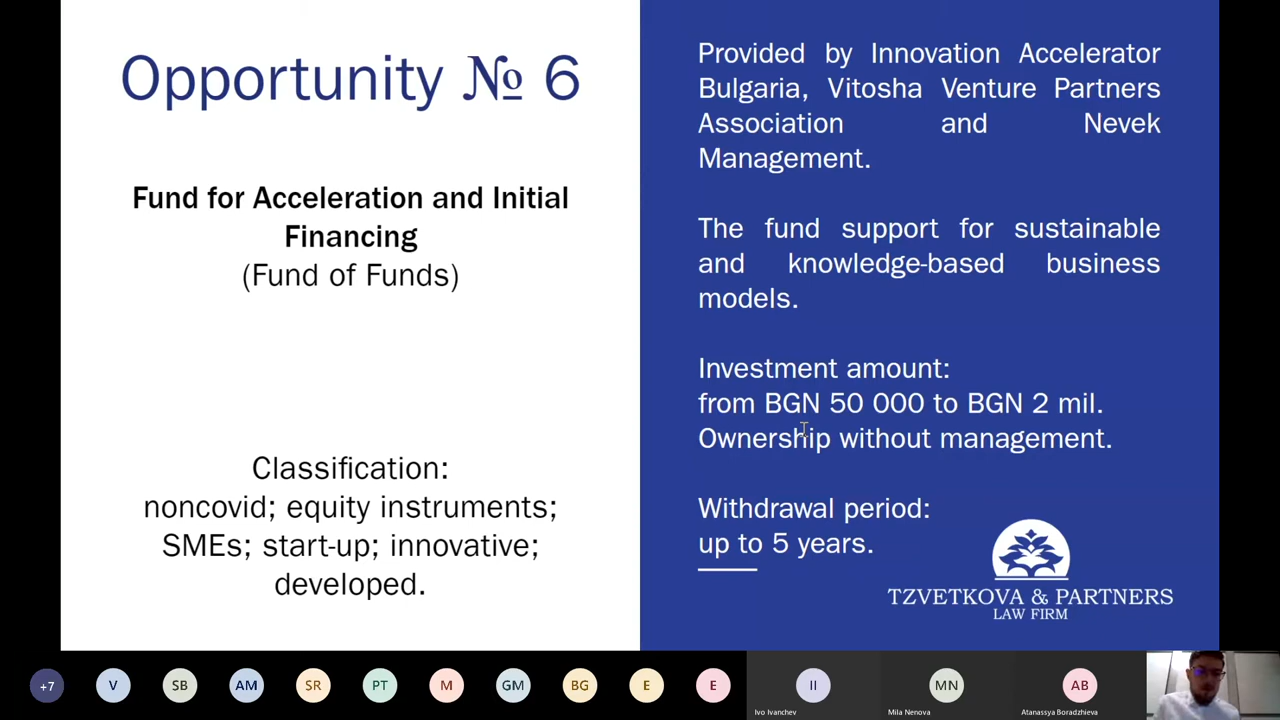 Opportunity № 6
Fund for Acceleration and Initial
Financing
(Fund of Funds)
Classification:
noncovid; equity instruments;
SMEs; start-up; innovative;
developed.
Provided by Innovation Accelerator
Bulgaria, Vitosha Venture Partners
Association and Nevek
Management.
The fund support for sustainable
and knowledge-based business
models.
Investment amount:
from BGN 50 000 to BGN 2 mil.
Ownership without management.
Withdrawal period:
up to 5 years.
TZVETKOVA & PARTNERS
LAW FIRM
+7
V
SB
AM
SR
PT
M
GM
BG
E
E
II
Ivo Ivanchev
MN
Mila Nenova
AB
Atanassya Boradzhieva